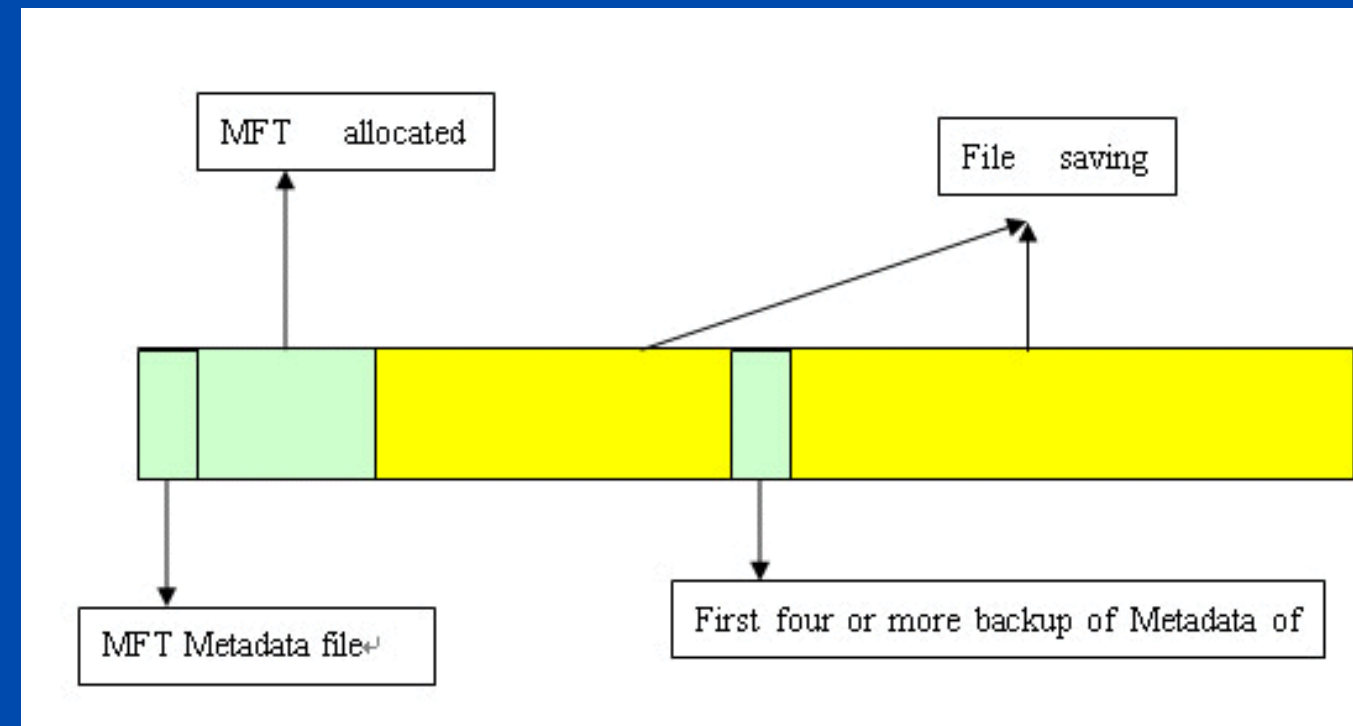 MFT allocated
File saving
MFT Metadata file↵
First four or more backup of Metadata of